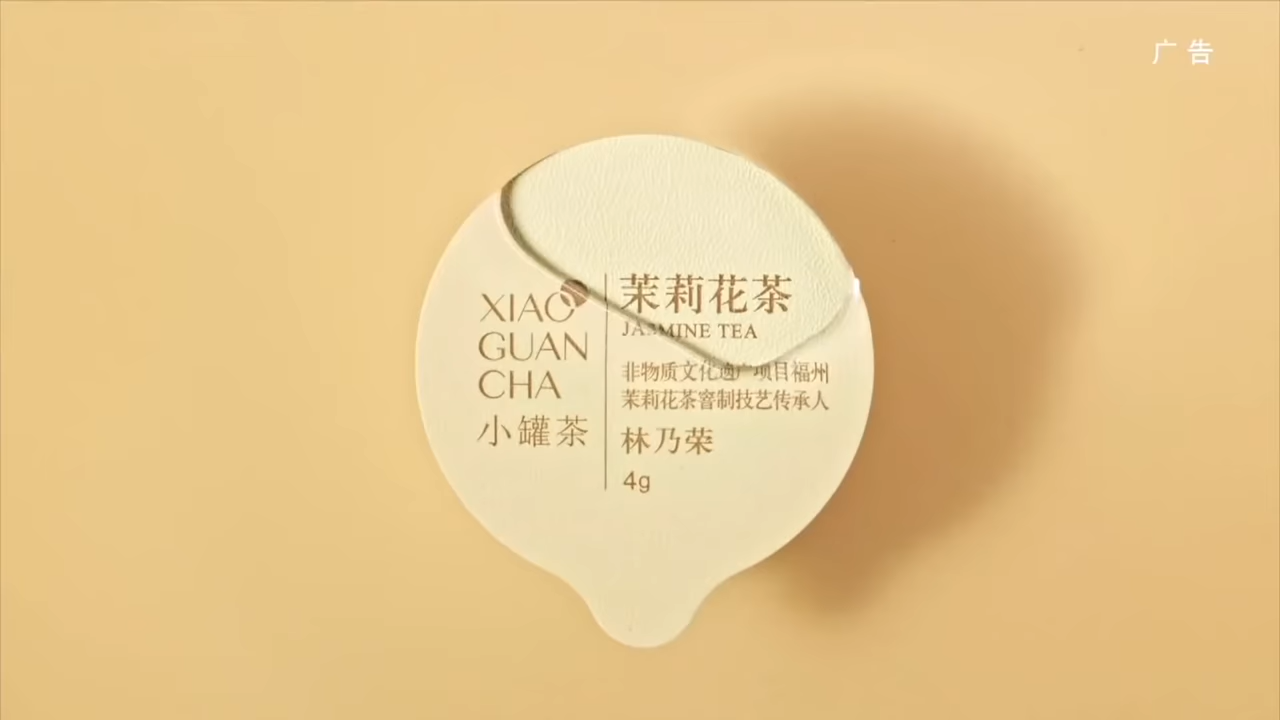 广告
XIAO
GUAN
CHA
小罐茶
茉莉花茶
JASMINE TEA
非物质文化遗产项目福州
茉莉花茶窨制技艺传承人
林乃荣
4g